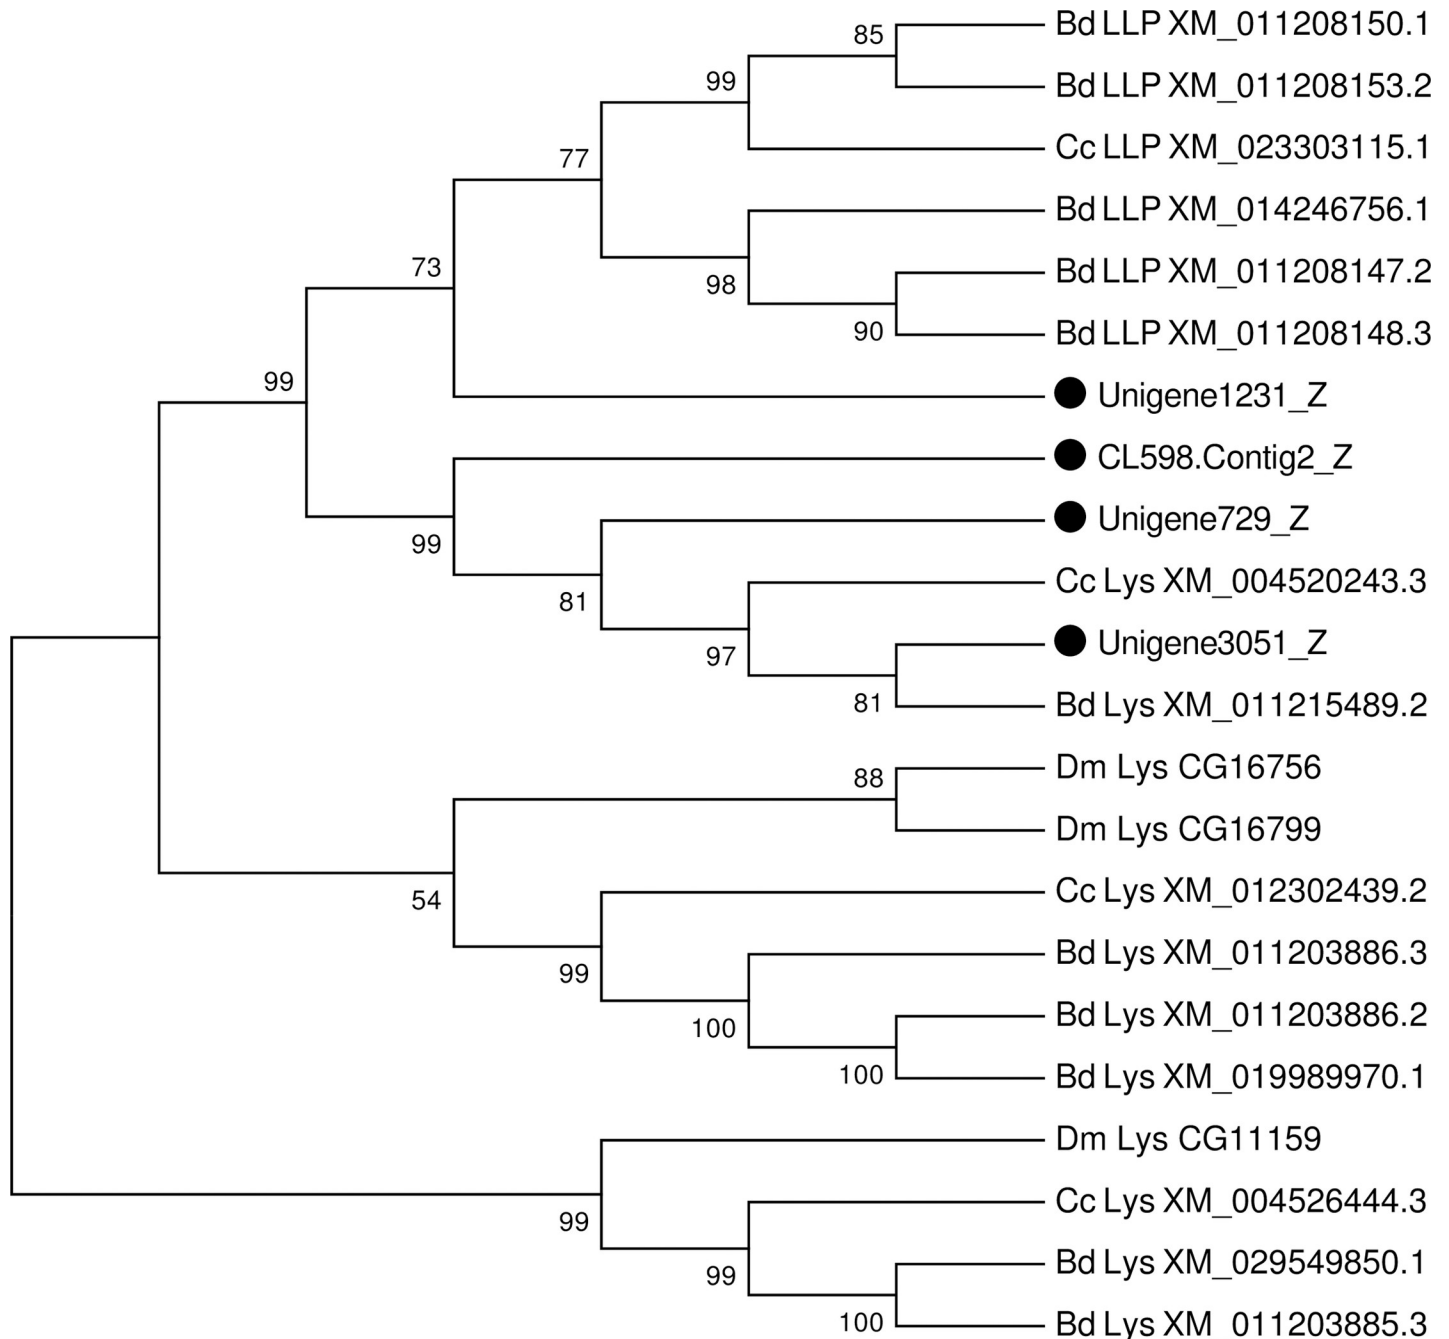 Bd LLP XM_011208150.1
85
Bd LLP XM_011208153.2
99
Cc LLP XM_023303115.1
77
Bd LLP XM_014246756.1
98
Bd LLP XM_011208147.2
90
Bd LLP XM_011208148.3
73
Unigene1231_Z
99
CL598.Contig2_Z
99
Unigene729_Z
81
Cc Lys XM_004520243.3
97
Unigene3051_Z
81
Bd Lys XM_011215489.2
Dm Lys CG16756
88
Dm Lys CG16799
54
Cc Lys XM_012302439.2
99
Bd Lys XM_011203886.3
100
Bd Lys XM_011203886.2
100
Bd Lys XM_019989970.1
Dm Lys CG11159
99
Cc Lys XM_004526444.3
99
Bd Lys XM_029549850.1
100
Bd Lys XM_011203885.3